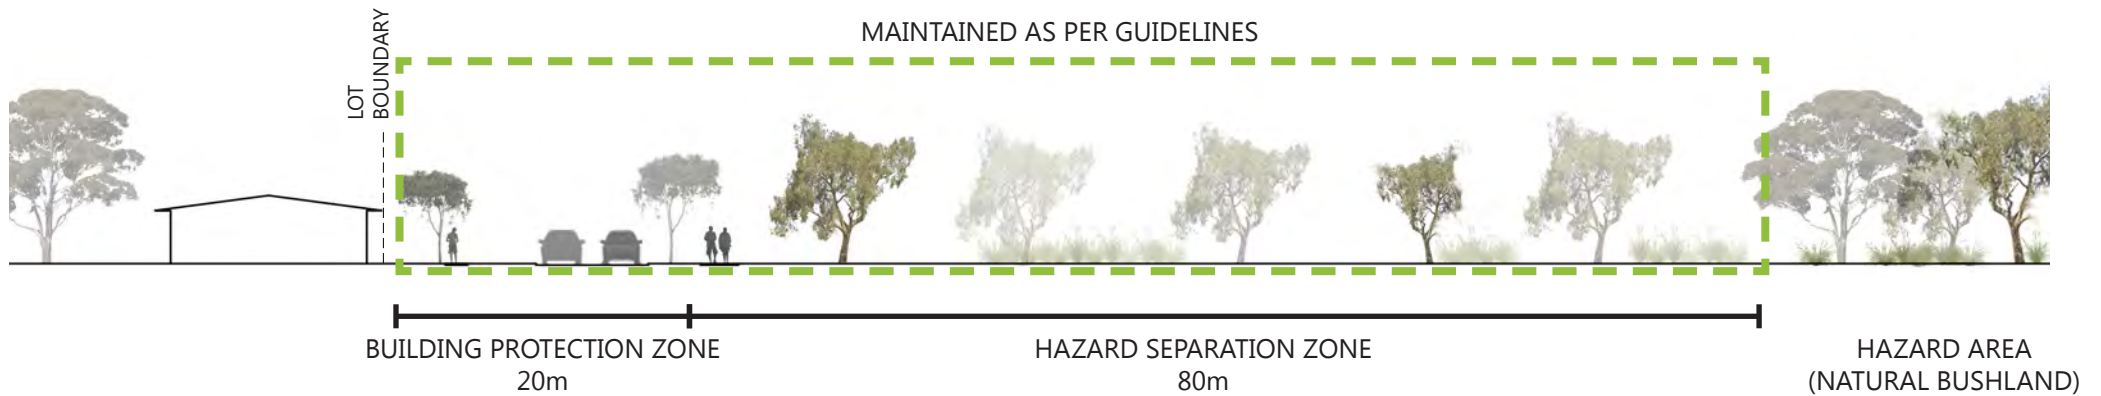 MAINTAINED AS PER GUIDELINES
LOT
BOUNDARY
BUILDING PROTECTION ZONE
20m
HAZARD SEPARATION ZONE
80m
HAZARD AREA
(NATURAL BUSHLAND)